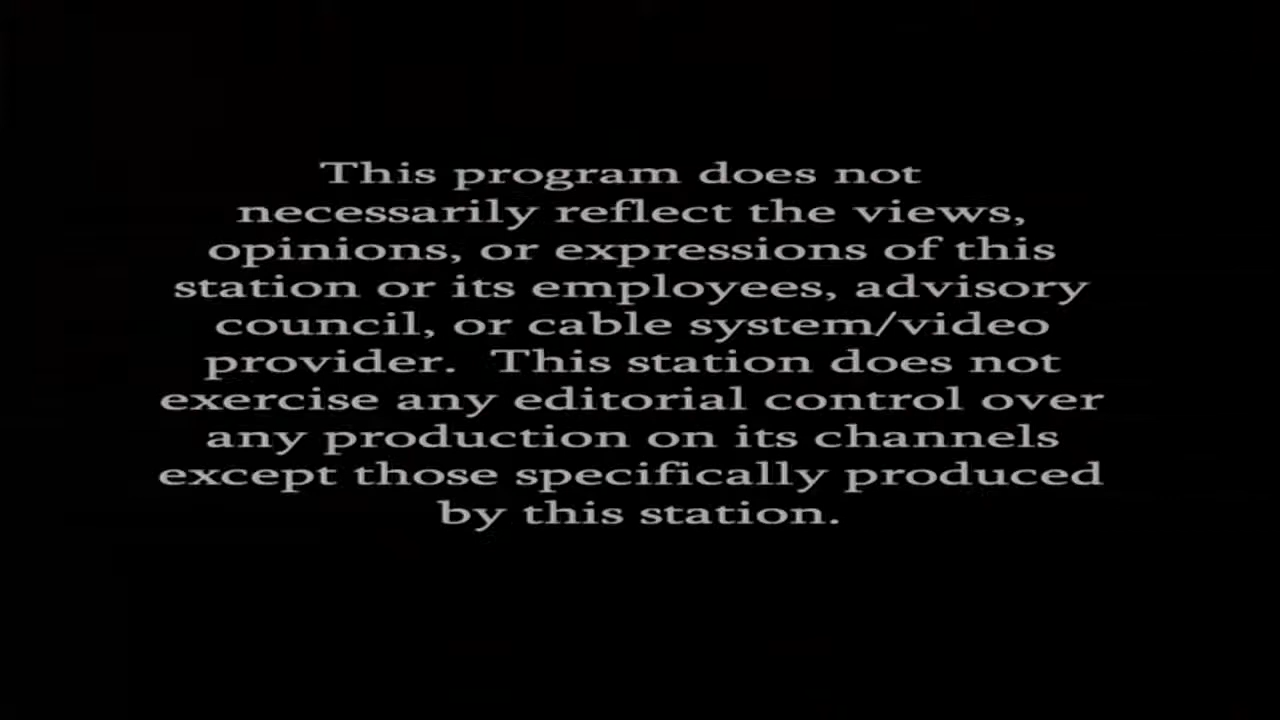 This program does not
necessarily reflect the views,
opinions, or expressions of this
station or its employees, advisory
council, or cable system/video
provider.  This station does not
exercise any editorial control over
any production on its channels
except those specifically produced
by this station.